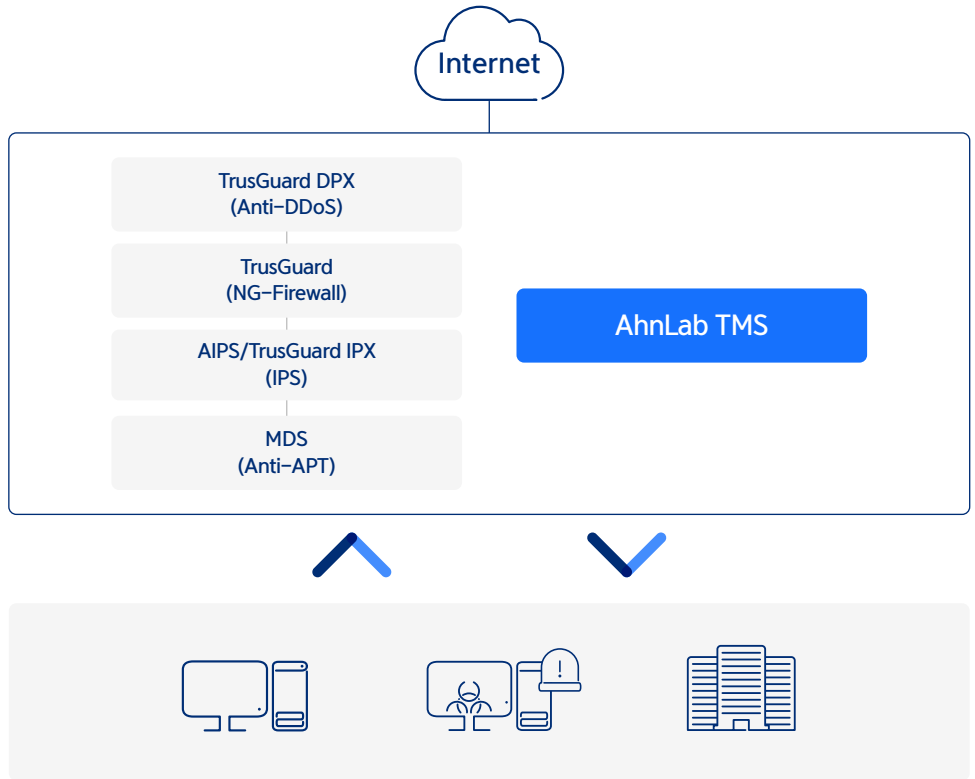 Internet
TrusGuard DPX
(Anti-DDoS)
TrusGuard
(NG-Firewall)
AIPS/TrusGuard IPX
(IPS)
MDS
(Anti-APT)
AhnLab TMS
!